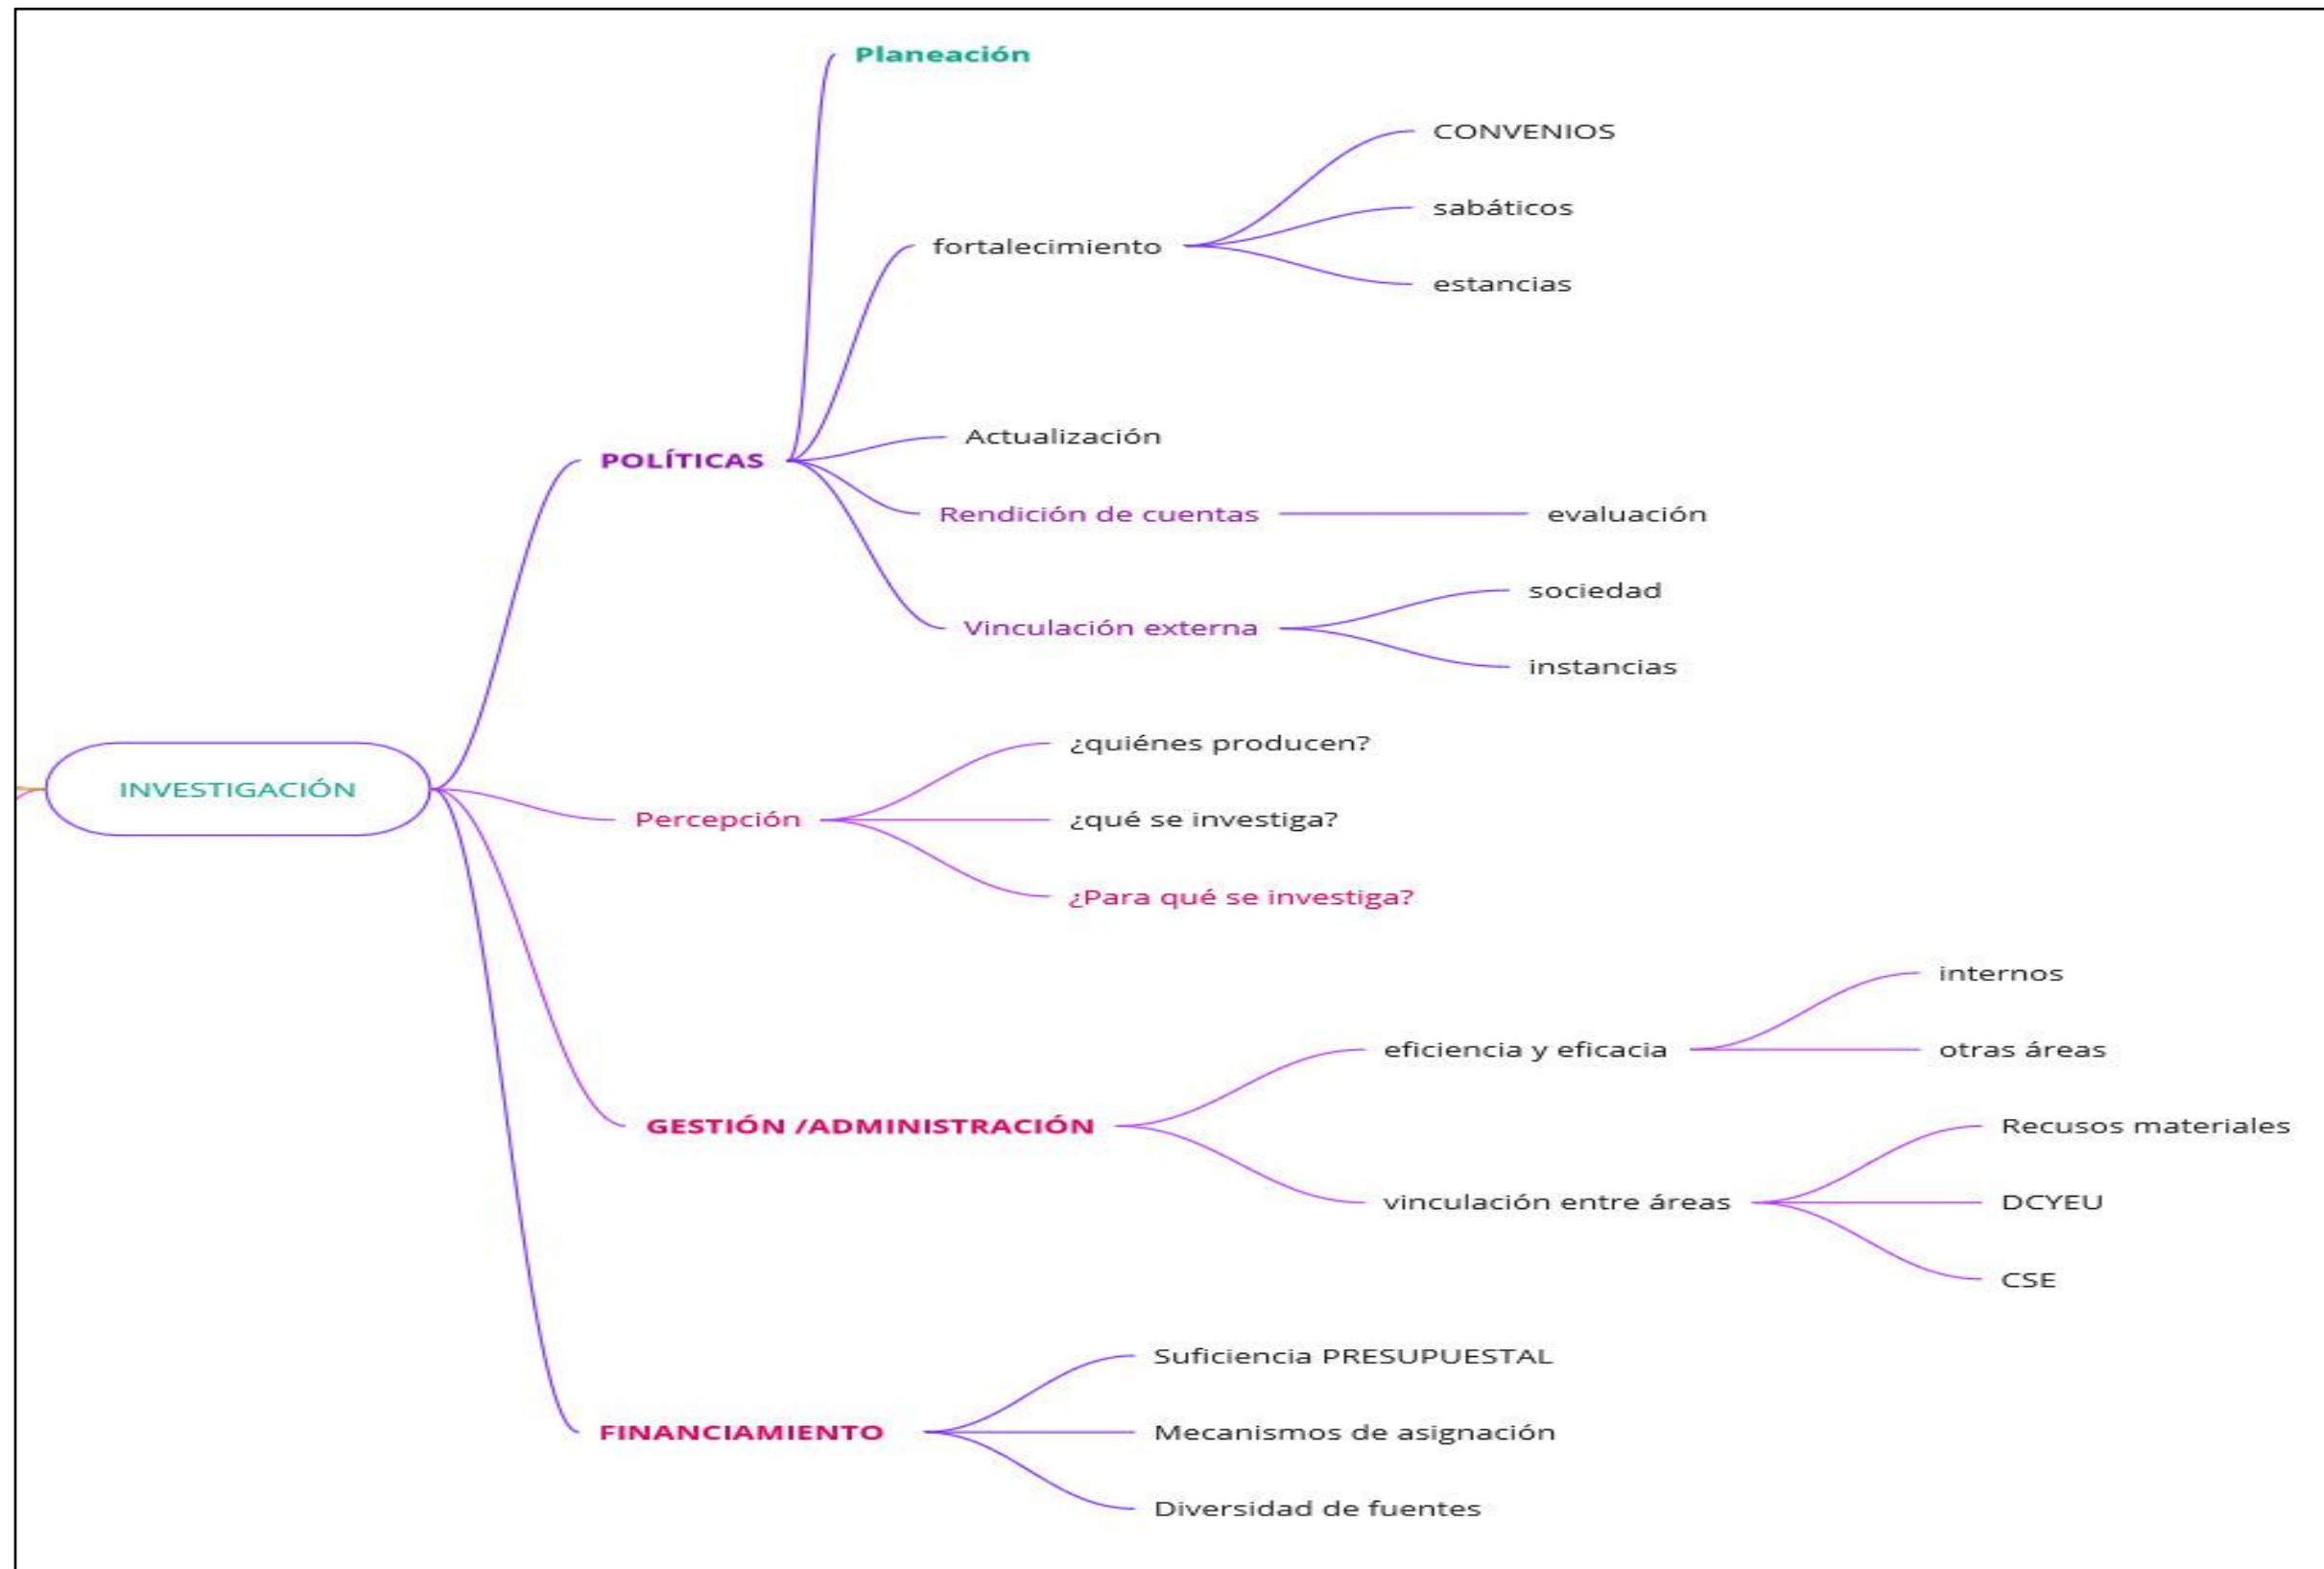 Planeación
CONVENIOS
sabáticos
fortalecimiento
estancias
Actualización
POLÍTICAS
Rendición de cuentas
evaluación
sociedad
Vinculación externa
instancias
¿quiénes producen?
INVESTIGACIÓN
Percepción
¿qué se investiga?
¿Para qué se investiga?
internos
eficiencia y eficacia
otras áreas
GESTIÓN /ADMINISTRACIÓN
Recusos materiales
vinculación entre áreas
DCYEU
CSE
Suficiencia PRESUPUESTAL
FINANCIAMIENTO
Mecanismos de asignación
Diversidad de fuentes